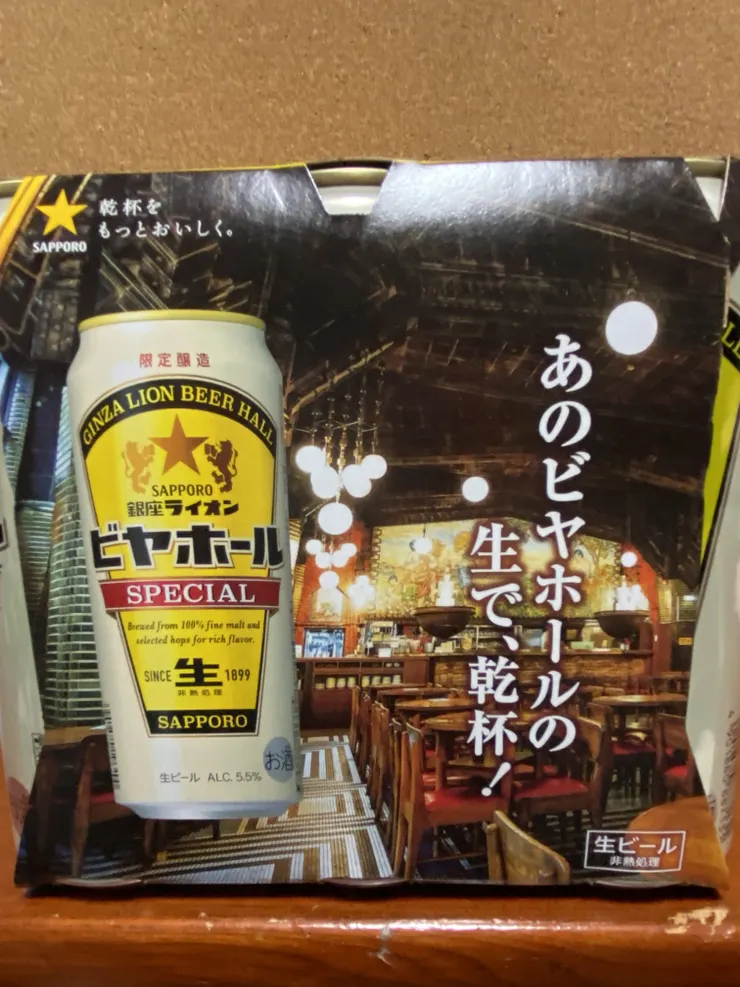 SAPPORO
乾杯を
もっとおいしく。
限定醸造
GINZA LION BEER HALL
SAPPORO
銀座ライオン
ビヤホール
SPECIAL
Brewed from 100% fine malt and
selected hops for rich flavor.
SINCE 生 1899
非熱処理
SAPPORO
生ビール ALC. 5.5%
お酒
あのビヤホールの
生で、乾杯！
生ビール
非熱処理